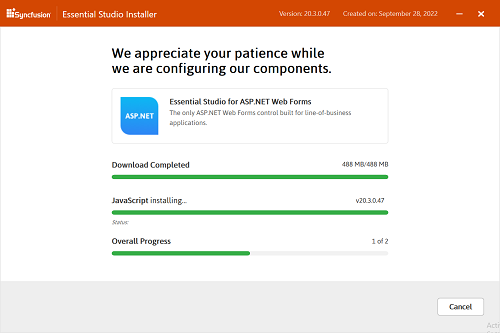 Syncfusion Essential Studio Installer Version: 20.3.0.47 Created on: September 28, 2022
We appreciate your patience while
we are configuring our components.
ASP.NET
Essential Studio for ASP.NET Web Forms
The only ASP.NET Web Forms control built for line-of-business
applications.
Download Completed 488 MB/488 MB
JavaScript installing... v20.3.0.47
Status:
Overall Progress 1 of 2
Cancel
Acti